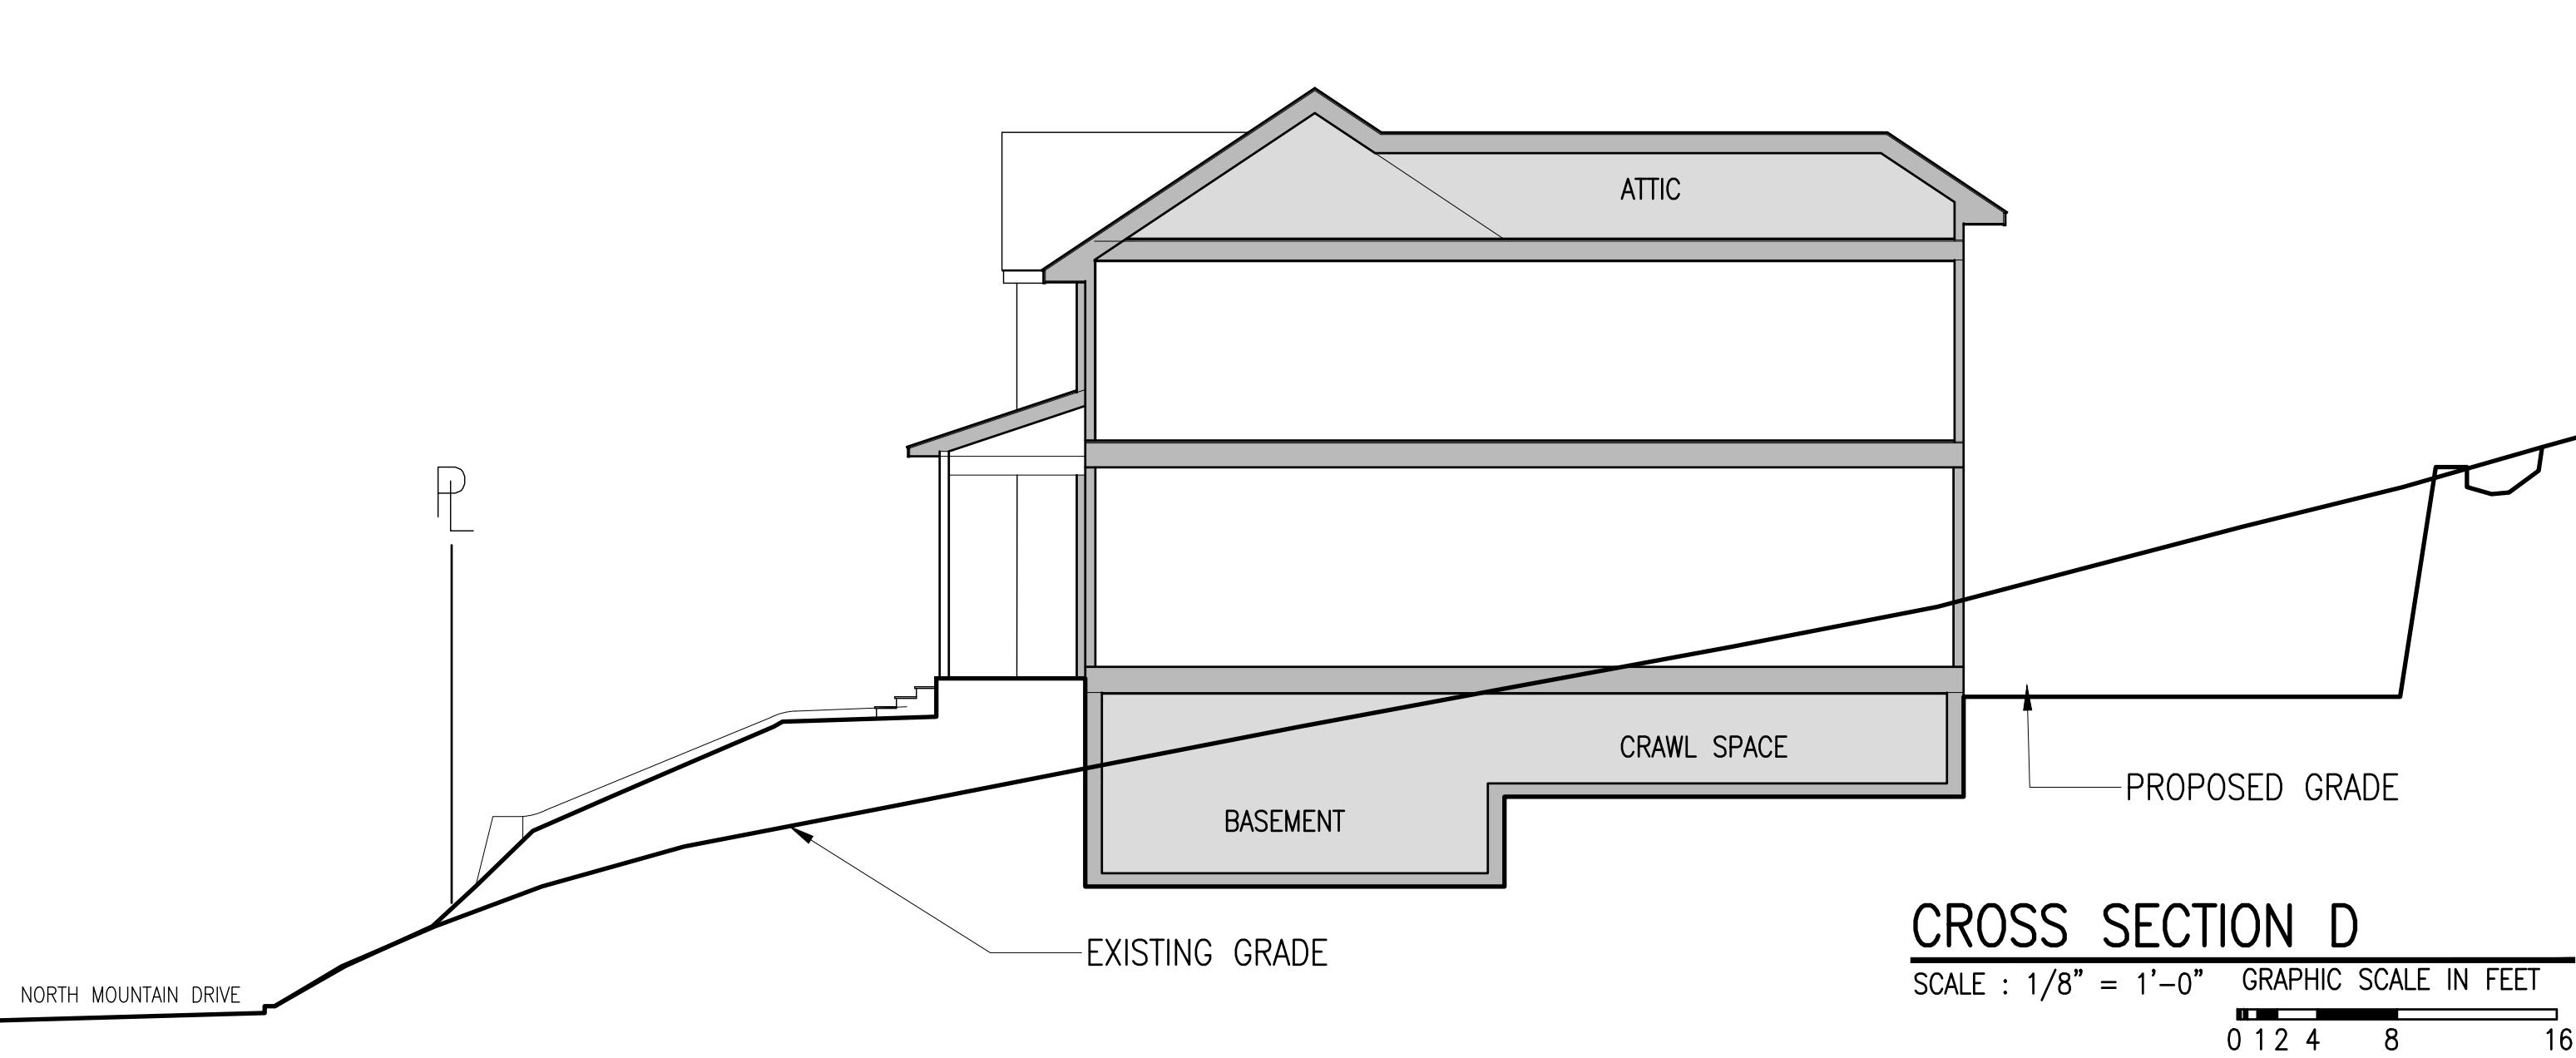 ATTIC
PL
CRAWL SPACE
BASEMENT
PROPOSED GRADE
EXISTING GRADE
NORTH MOUNTAIN DRIVE
CROSS SECTION D
SCALE : 1/8" = 1'-0" GRAPHIC SCALE IN FEET
0 1 2 4 8 16